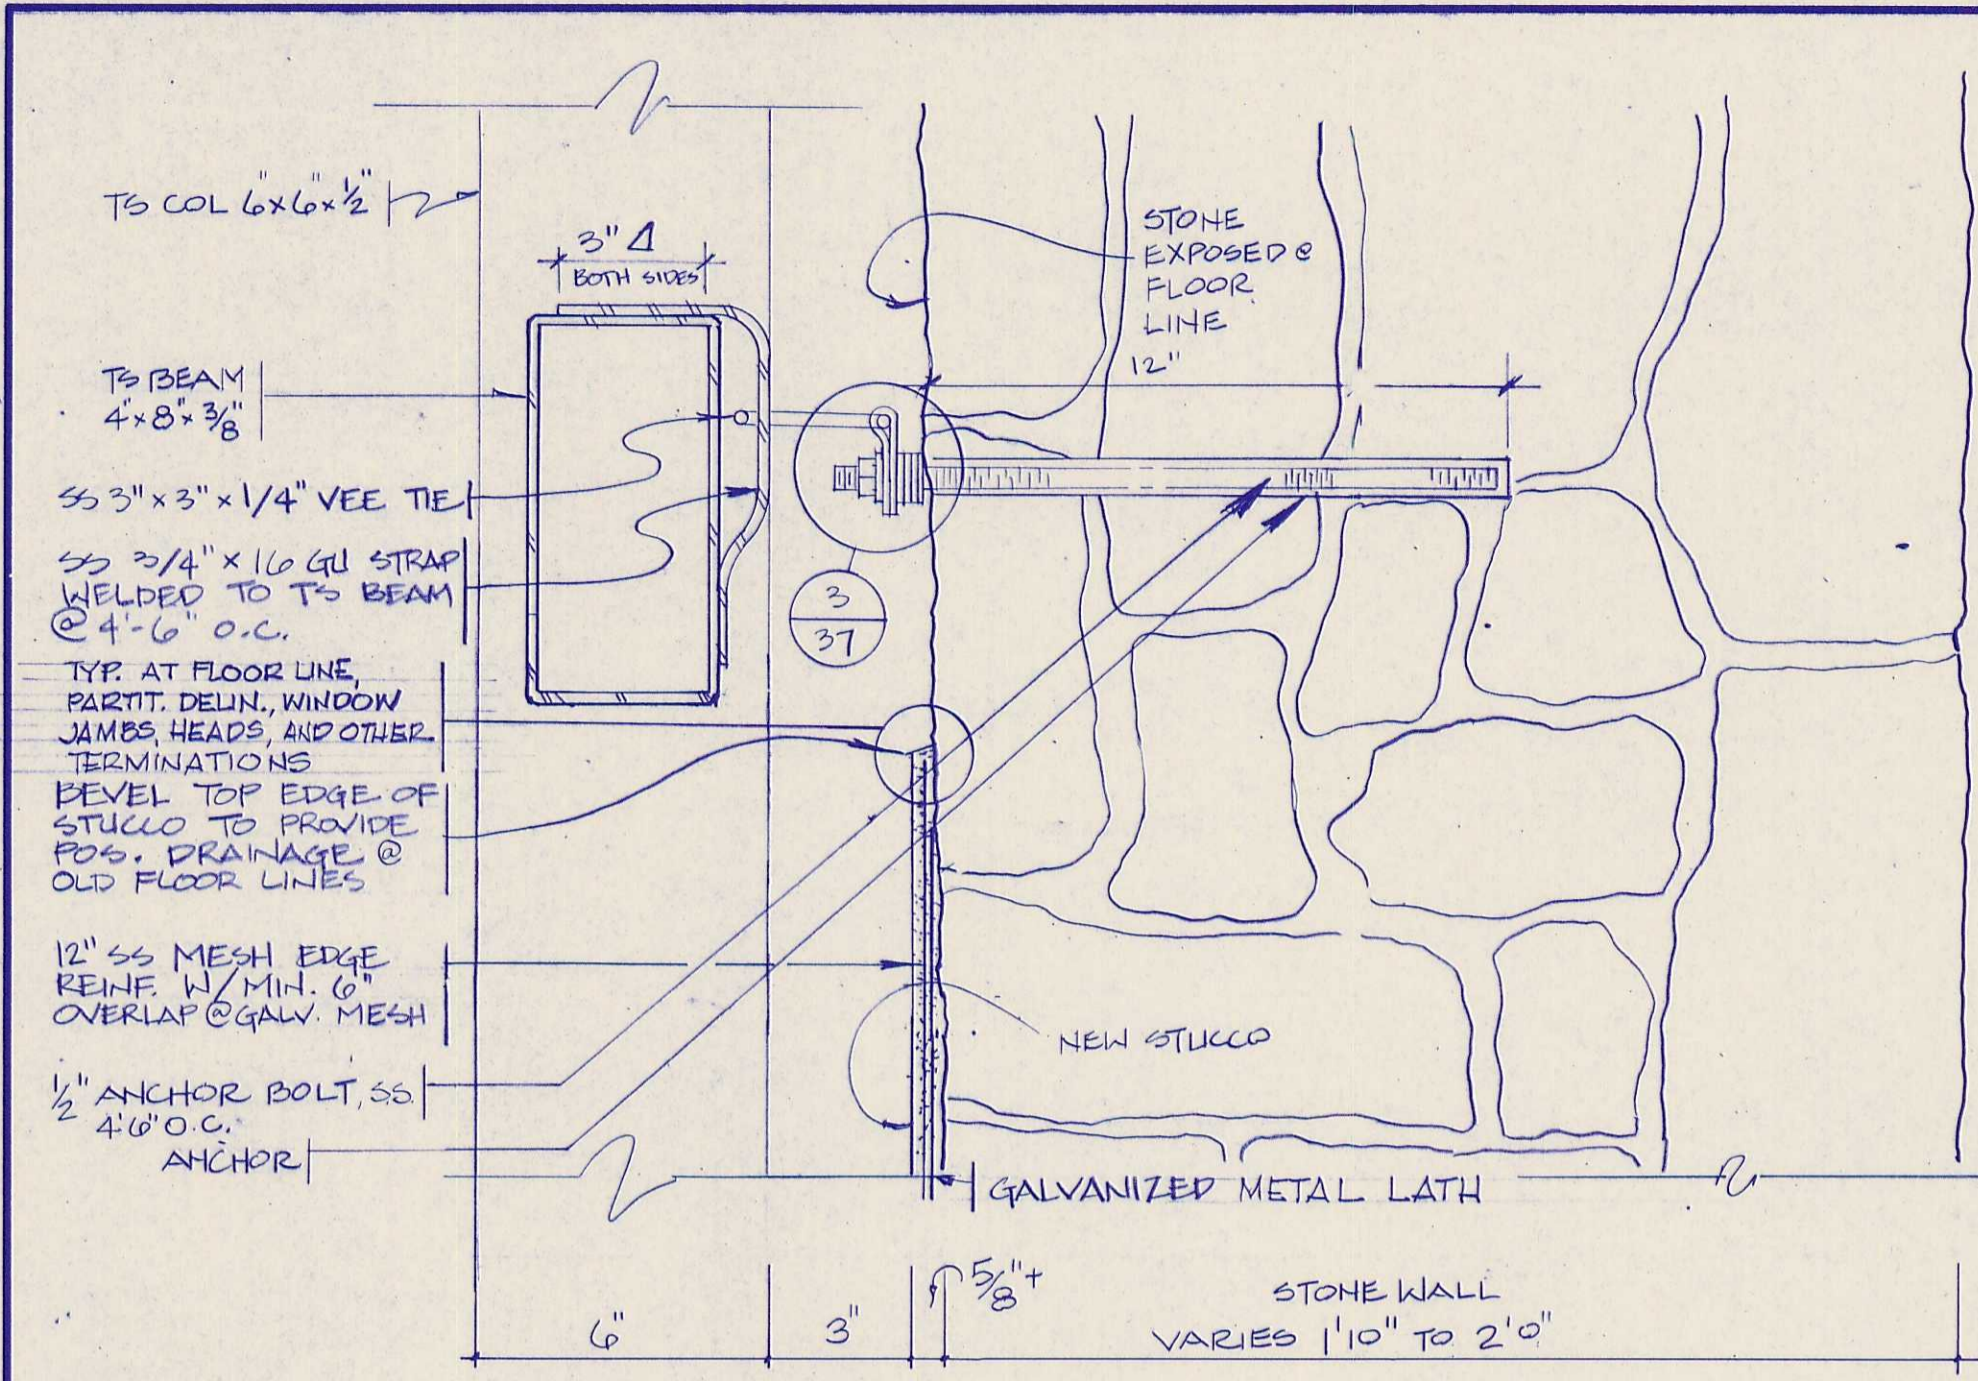 TS COL 6"x6"x1/2"
3" Δ
BOTH SIDES
STONE
EXPOSED @
FLOOR
LINE
12"
TS BEAM
4"x8"x3/8"
SS 3"x3"x1/4" VEE TIE
SS 3/4" x 16 GU STRAP
WELDED TO TS BEAM
@ 4'-6" O.C.
3
37
TYP. AT FLOOR LINE,
PARTIT. DELIN., WINDOW
JAMBS, HEADS, AND OTHER
TERMINATIONS
BEVEL TOP EDGE OF
STUCCO TO PROVIDE
POS. DRAINAGE @
OLD FLOOR LINES
12" SS MESH EDGE
REINF. W/MIN. 6"
OVERLAP @ GALV. MESH
NEW STUCCO
1/2" ANCHOR BOLT, S.S.
4'6" O.C.
ANCHOR
GALVANIZED METAL LATH
6"
3"
5/8"+
STONE WALL
VARIES 1'10" TO 2'0"